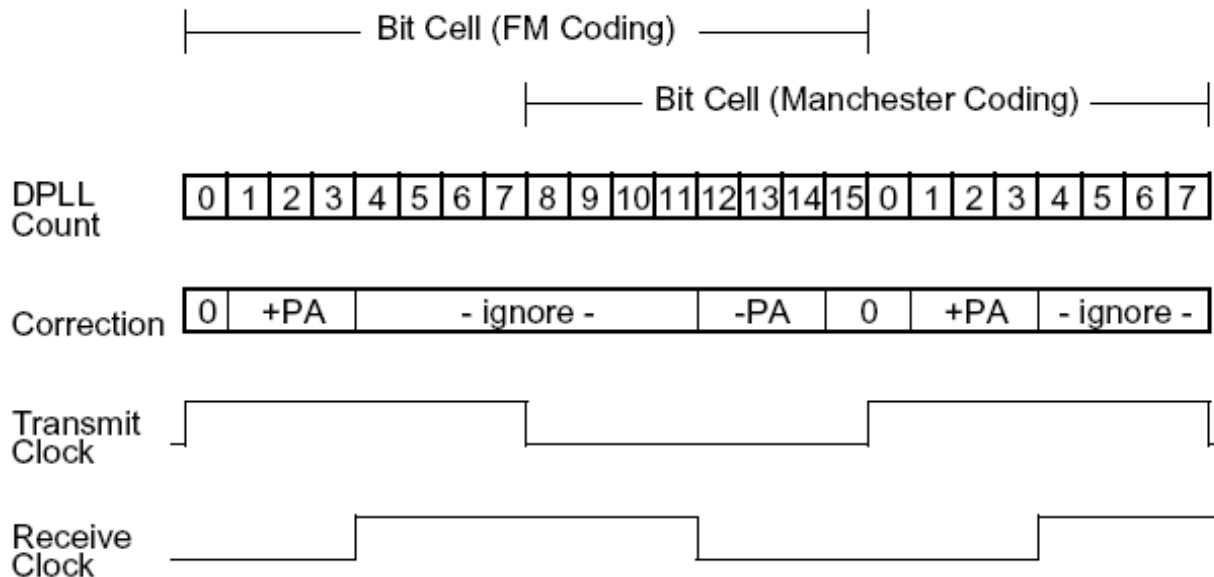 Bit Cell (FM Coding)
Bit Cell (Manchester Coding)
DPLL
Count
0 1 2 3 4 5 6 7 8 9 10 11 12 13 14 15 0 1 2 3 4 5 6 7
Correction
0 +PA - ignore - -PA 0 +PA - ignore -
Transmit
Clock
Receive
Clock